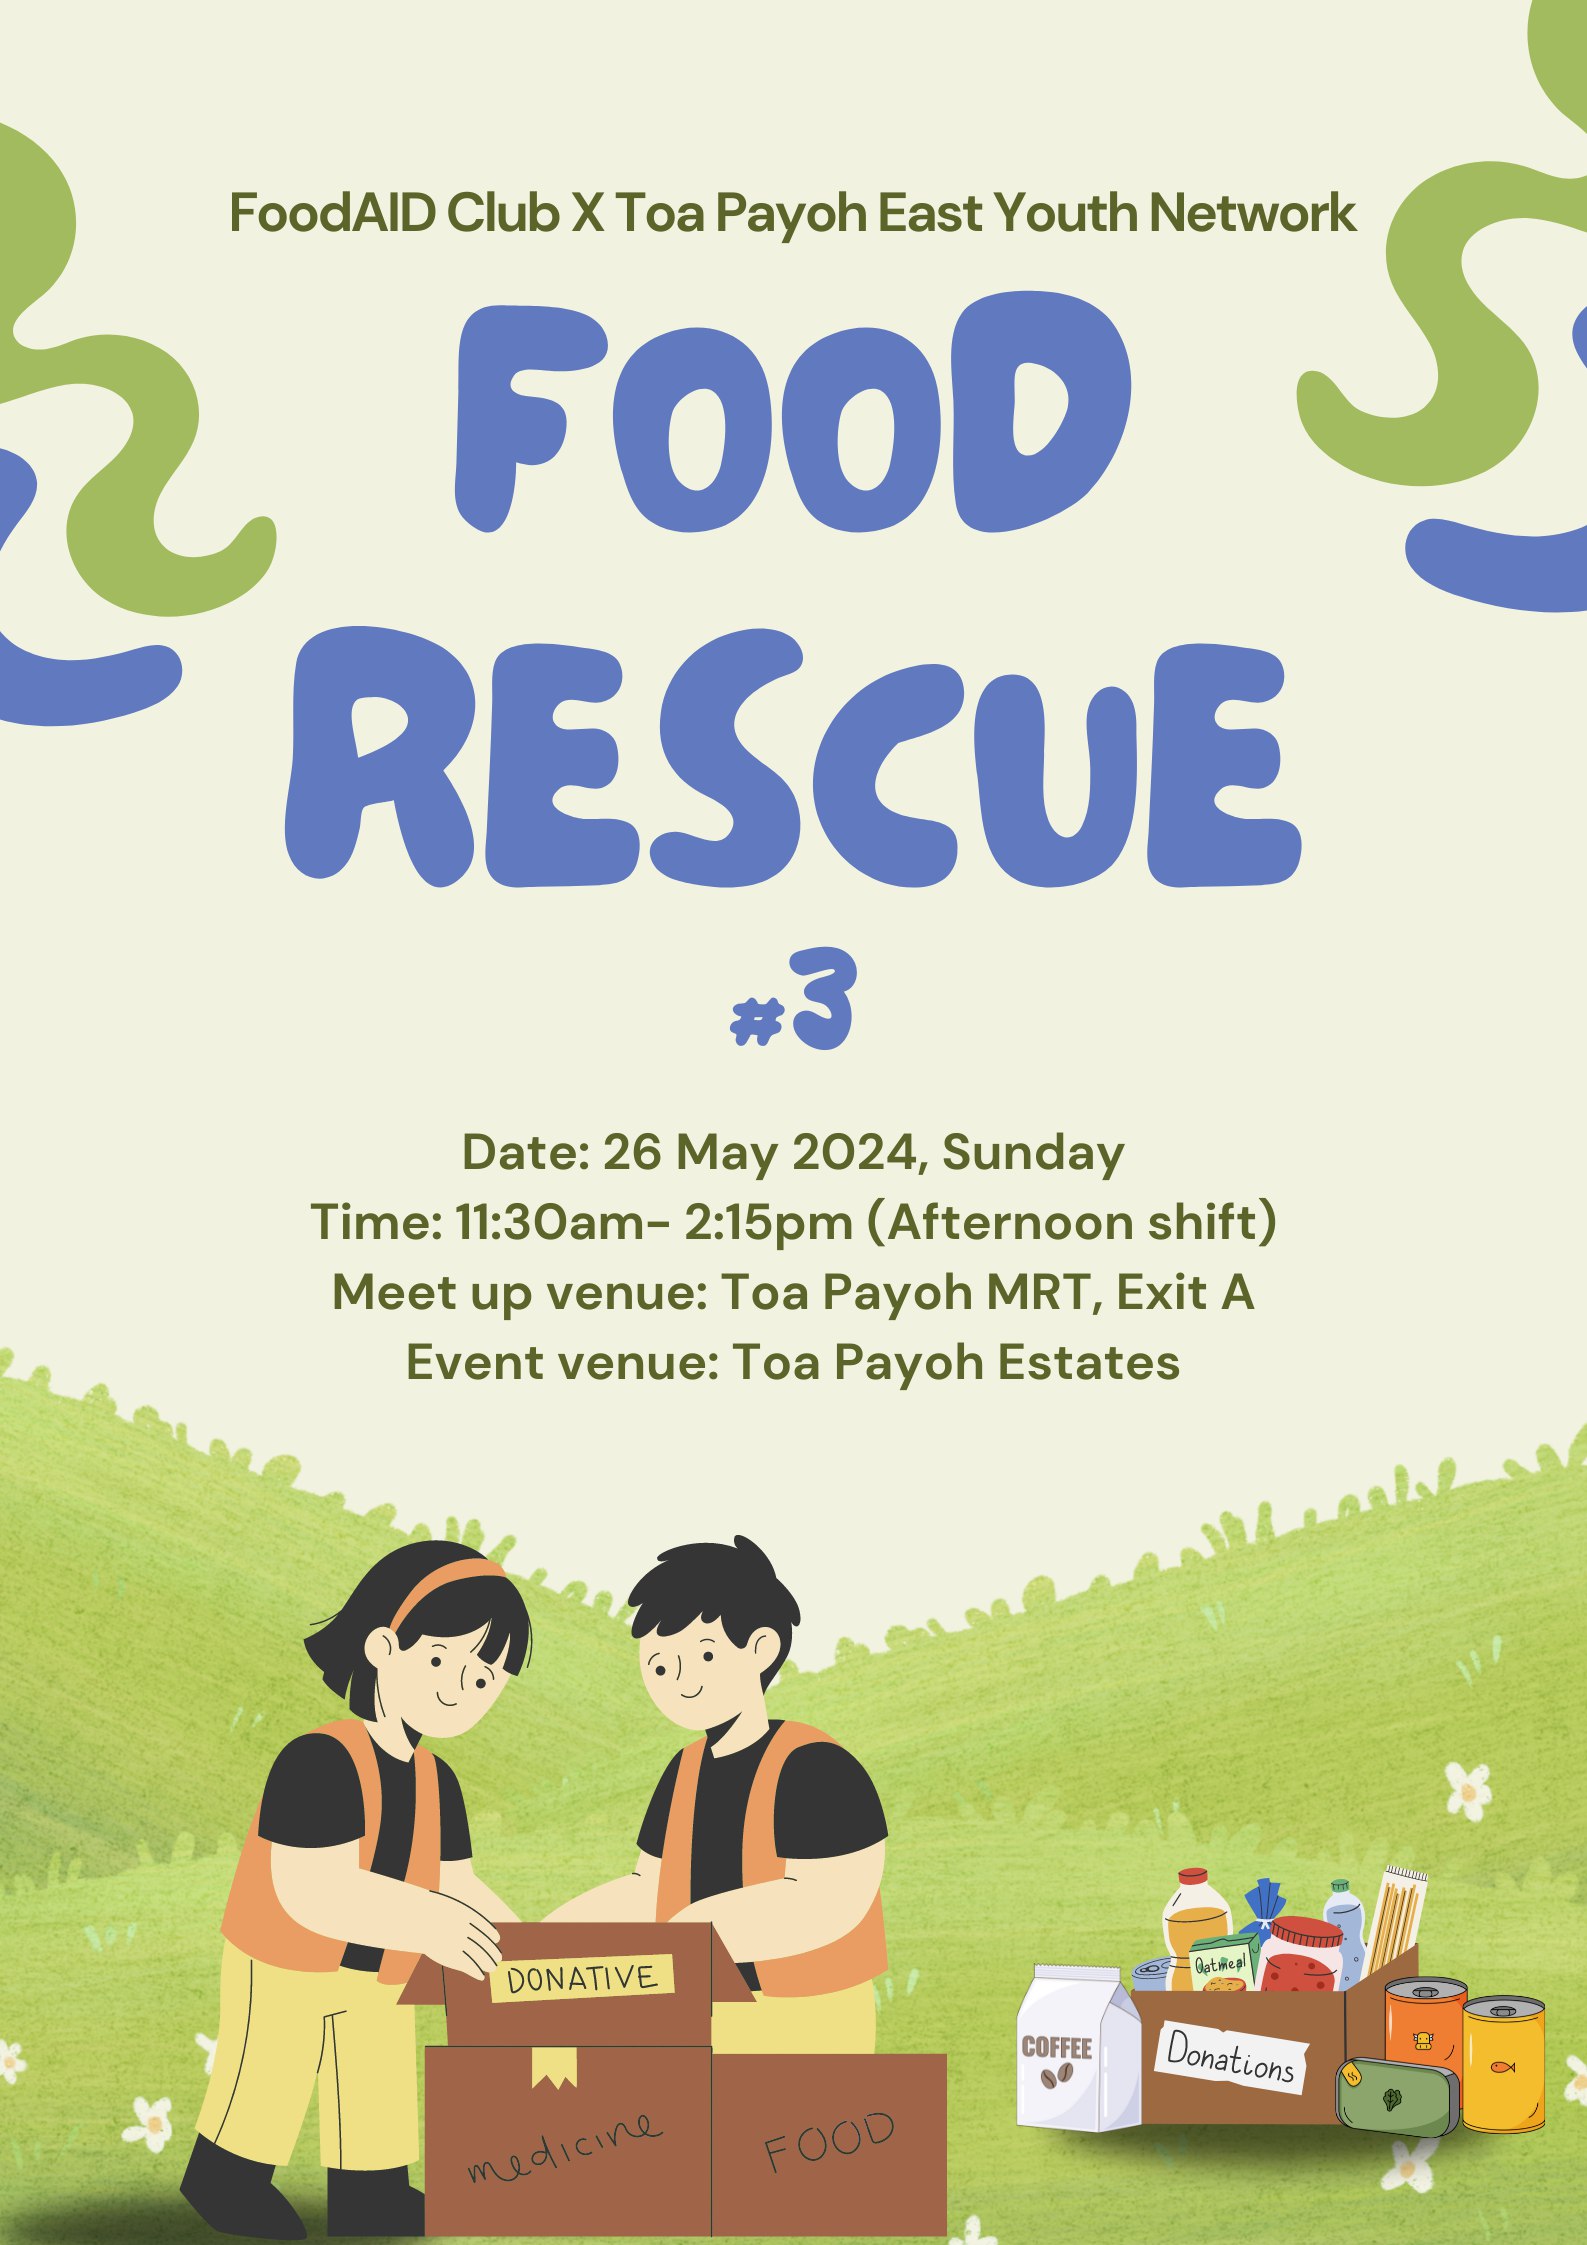 FoodAID Club X Toa Payoh East Youth Network
FOOD
RESCUE
#3
Date: 26 May 2024, Sunday
Time: 11:30am- 2:15pm (Afternoon shift)
Meet up venue: Toa Payoh MRT, Exit A
Event venue: Toa Payoh Estates
DONATIVE
medicine
FOOD
Oatmeal
COFFEE
Donations